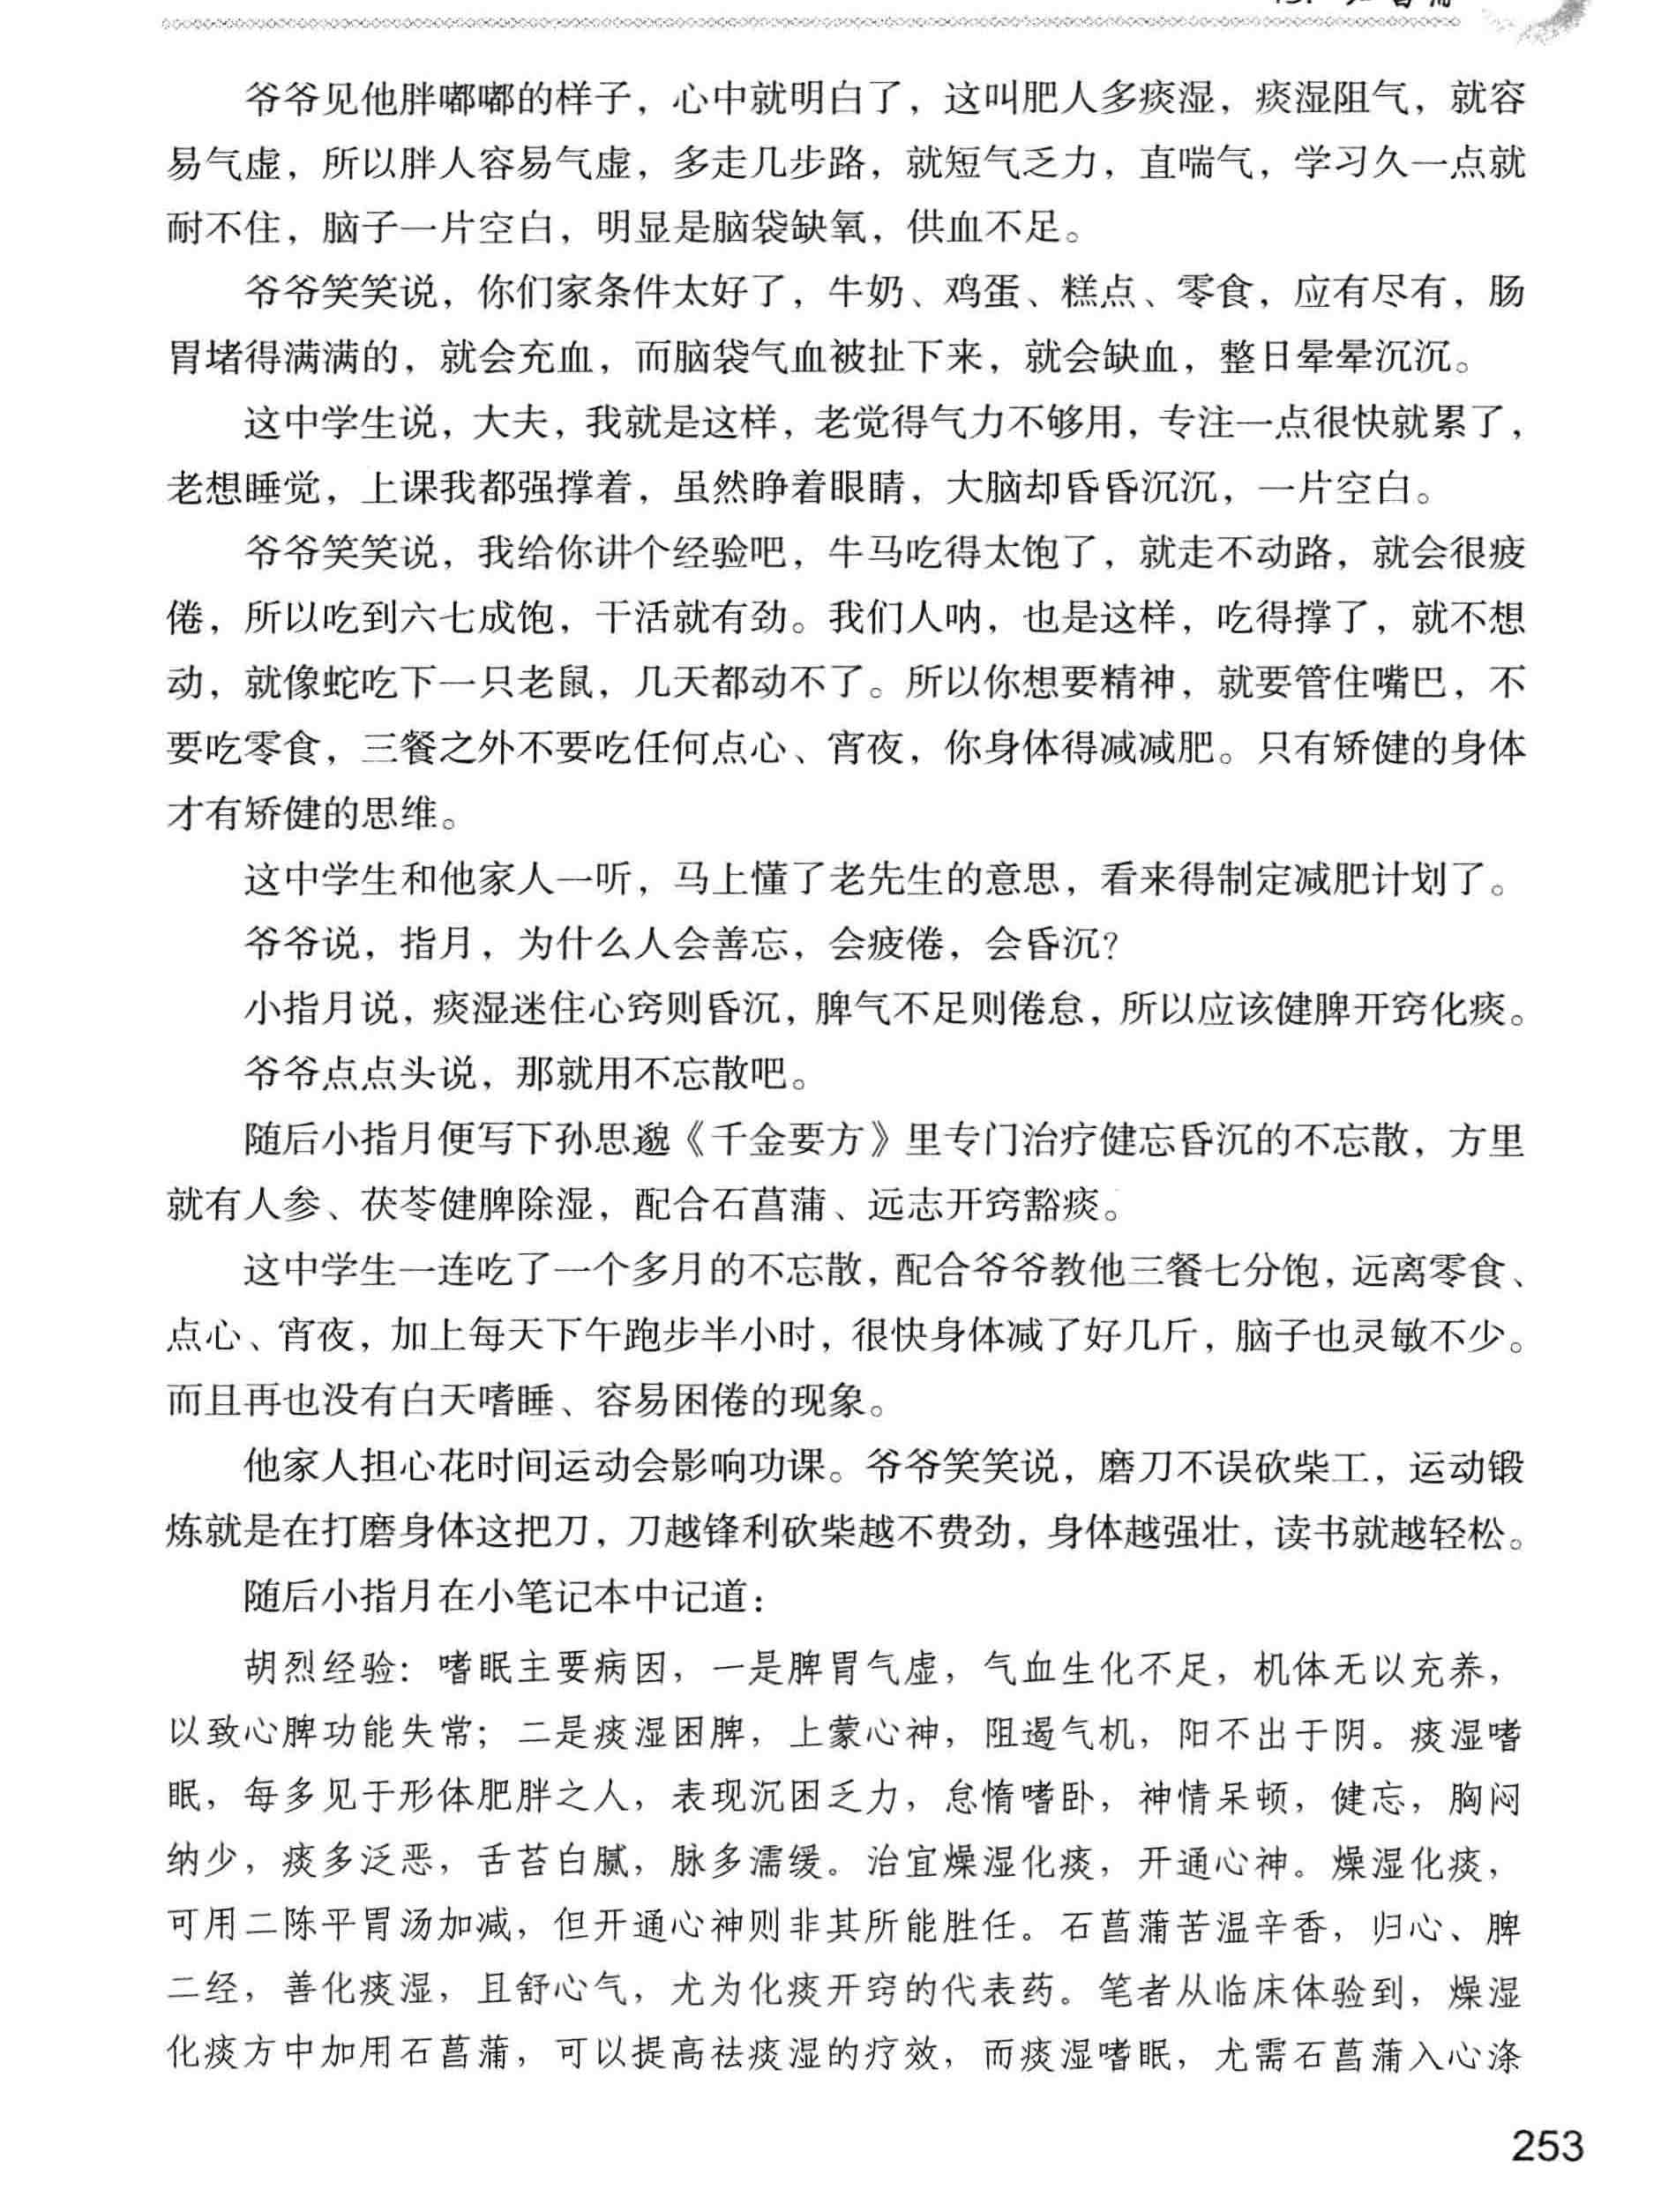 爷爷见他胖嘟嘟的样子，心中就明白了，这叫肥人多痰湿，痰湿阻气，就容
易气虚，所以胖人容易气虚，多走几步路，就短气乏力，直喘气，学习久一点就
耐不住，脑子一片空白，明显是脑袋缺氧，供血不足。
爷爷笑笑说，你们家条件太好了，牛奶、鸡蛋、糕点、零食，应有尽有，肠
胃堵得满满的，就会充血，而脑袋气血被扯下来，就会缺血，整日晕晕沉沉。
这中学生说，大夫，我就是这样，老觉得气力不够用，专注一点很快就累了，
老想睡觉，上课我都强撑着，虽然睁着眼睛，大脑却昏昏沉沉，一片空白。
爷爷笑笑说，我给你讲个经验吧，牛马吃得太饱了，就走不动路，就会很疲
倦，所以吃到六七成饱，干活就有劲。我们人呐，也是这样，吃得撑了，就不想
动，就像蛇吃下一只老鼠，几天都动不了。所以你想要精神，就要管住嘴巴，不
要吃零食，三餐之外不要吃任何点心、宵夜，你身体得减减肥。只有矫健的身体
才有矫健的思维。
这中学生和他家人一听，马上懂了老先生的意思，看来得制定减肥计划了。
爷爷说，指月，为什么人会善忘，会疲倦，会昏沉？
小指月说，痰湿迷住心窍则昏沉，脾气不足则倦怠，所以应该健脾开窍化痰。
爷爷点点头说，那就用不忘散吧。
随后小指月便写下孙思邈《千金要方》里专门治疗健忘昏沉的不忘散，方里
就有人参、茯苓健脾除湿，配合石菖蒲、远志开窍豁痰。
这中学生一连吃了一个多月的不忘散，配合爷爷教他三餐七分饱，远离零食、
点心、宵夜，加上每天下午跑步半小时，很快身体减了好几斤，脑子也灵敏不少。
而且再也没有白天嗜睡、容易困倦的现象。
他家人担心花时间运动会影响功课。爷爷笑笑说，磨刀不误砍柴工，运动锻
炼就是在打磨身体这把刀，刀越锋利砍柴越不费劲，身体越强壮，读书就越轻松。
随后小指月在小笔记本中记道：
胡烈经验：嗜眠主要病因，一是脾胃气虚，气血生化不足，机体无以充养，
以致心脾功能失常；二是痰湿困脾，上蒙心神，阻遏气机，阳不出于阴。痰湿嗜
眠，每多见于形体肥胖之人，表现沉困乏力，怠惰嗜卧，神情呆顿，健忘，胸闷
纳少，痰多泛恶，舌苔白腻，脉多濡缓。治宜燥湿化痰，开通心神。燥湿化痰，
可用二陈平胃汤加减，但开通心神则非其所能胜任。石菖蒲苦温辛香，归心、脾
二经，善化痰湿，且舒心气，尤为化痰开窍的代表药。笔者从临床体验到，燥湿
化痰方中加用石菖蒲，可以提高祛痰湿的疗效，而痰湿嗜眠，尤需石菖蒲入心涤
253